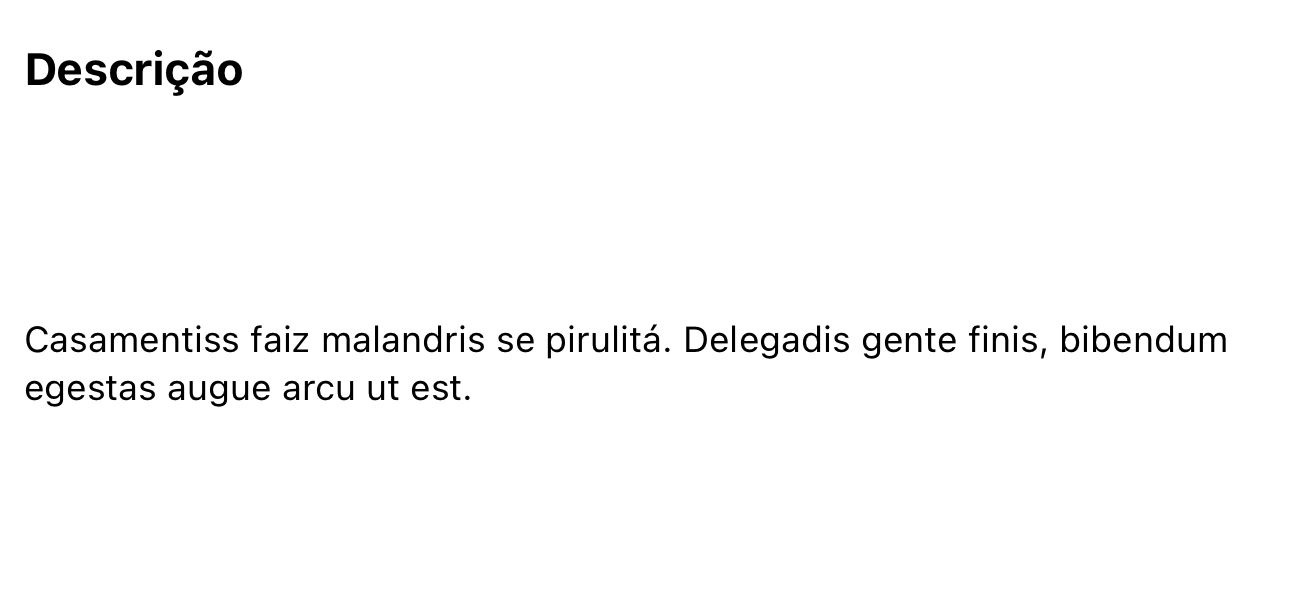 Descrição
Casamentiss faiz malandris se pirulitá. Delegadis gente finis, bibendum
egestas augue arcu ut est.